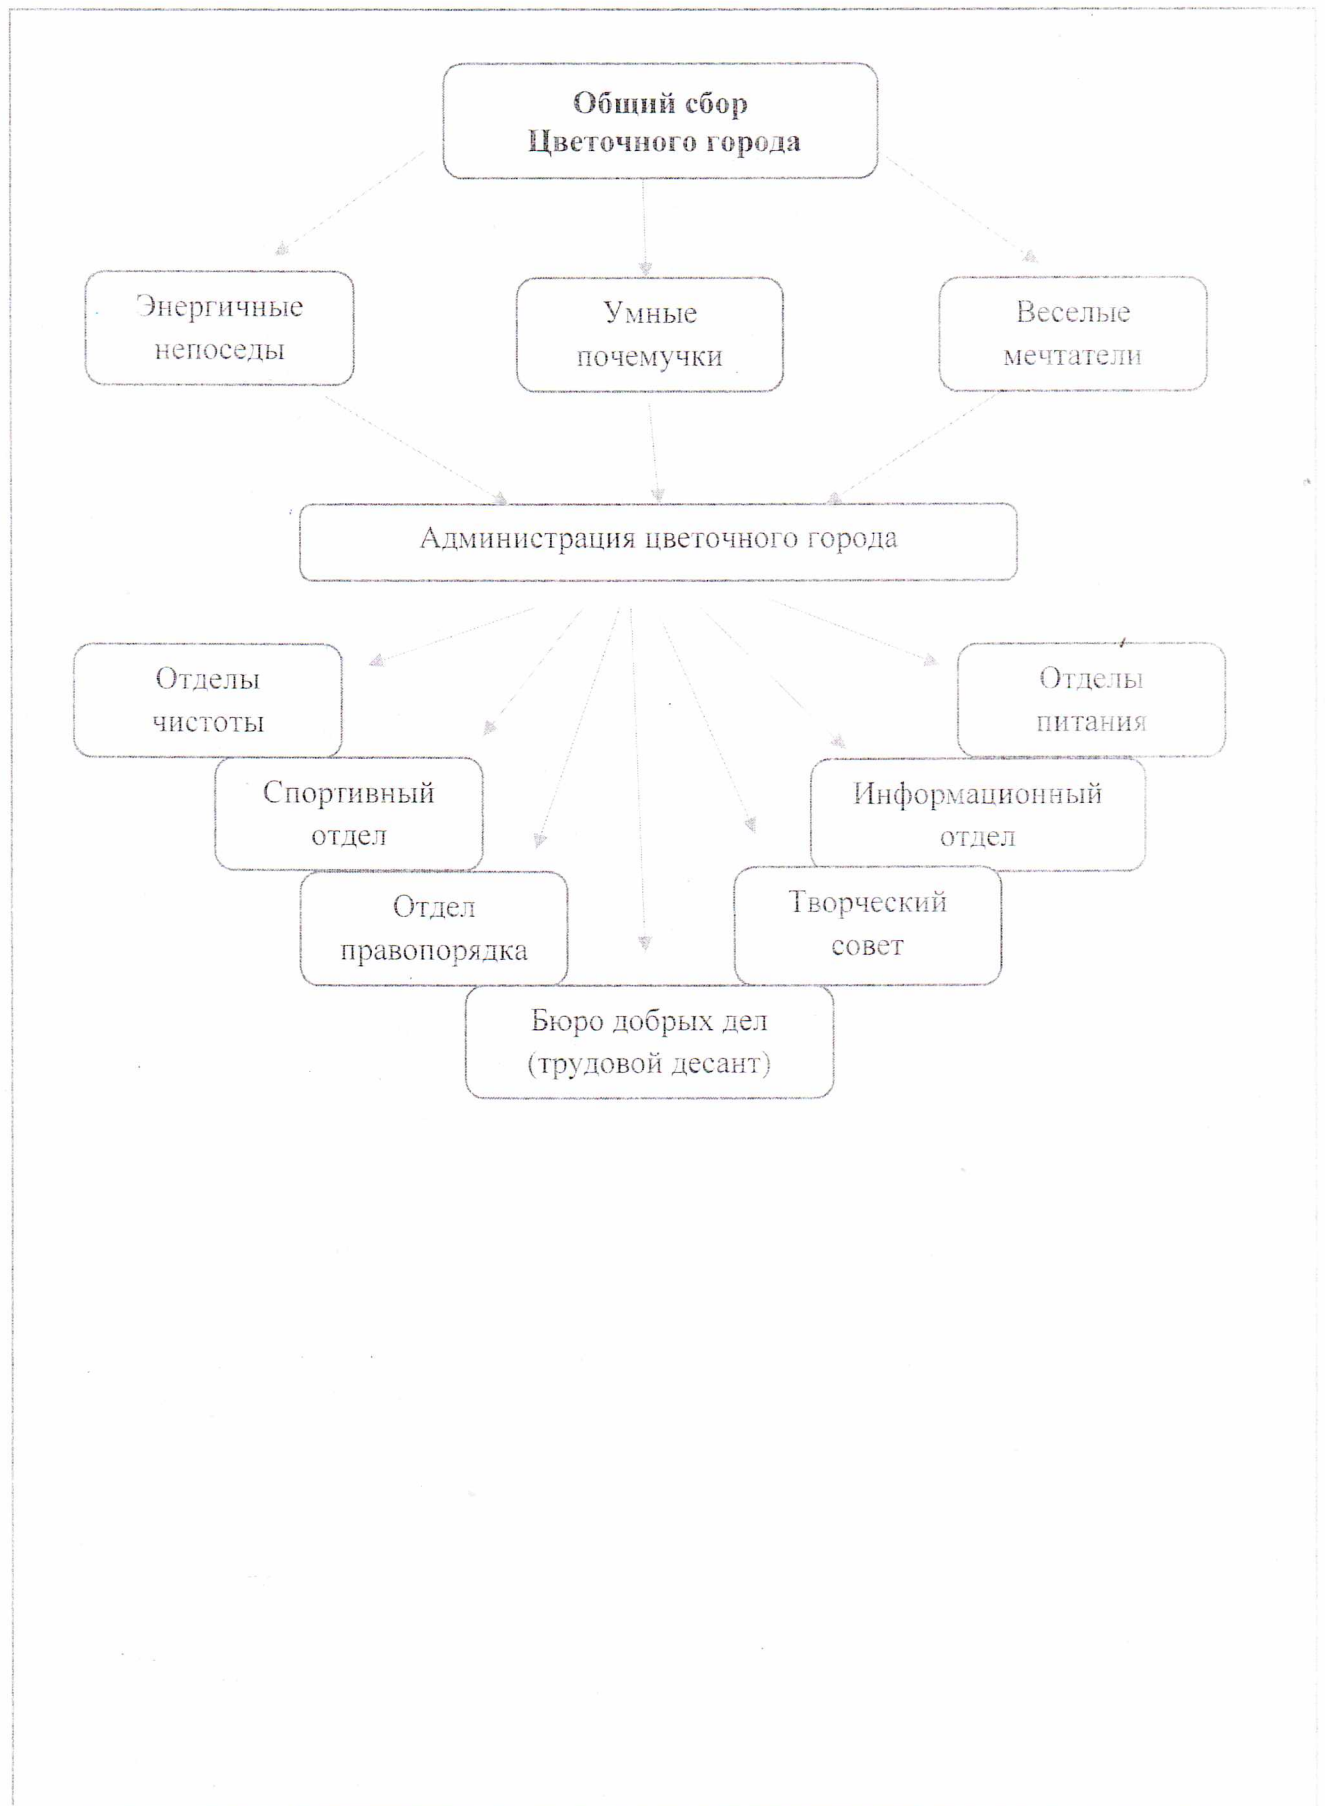 Общий сбор
Цветочного города
Энергичные
непоседы
Умные
почемучки
Веселые
мечтатели
Администрация цветочного города
Отделы
чистоты
Отделы
питания
Спортивный
отдел
Информационный
отдел
Отдел
правопорядка
Творческий
совет
Бюро добрых дел
(трудовой десант)